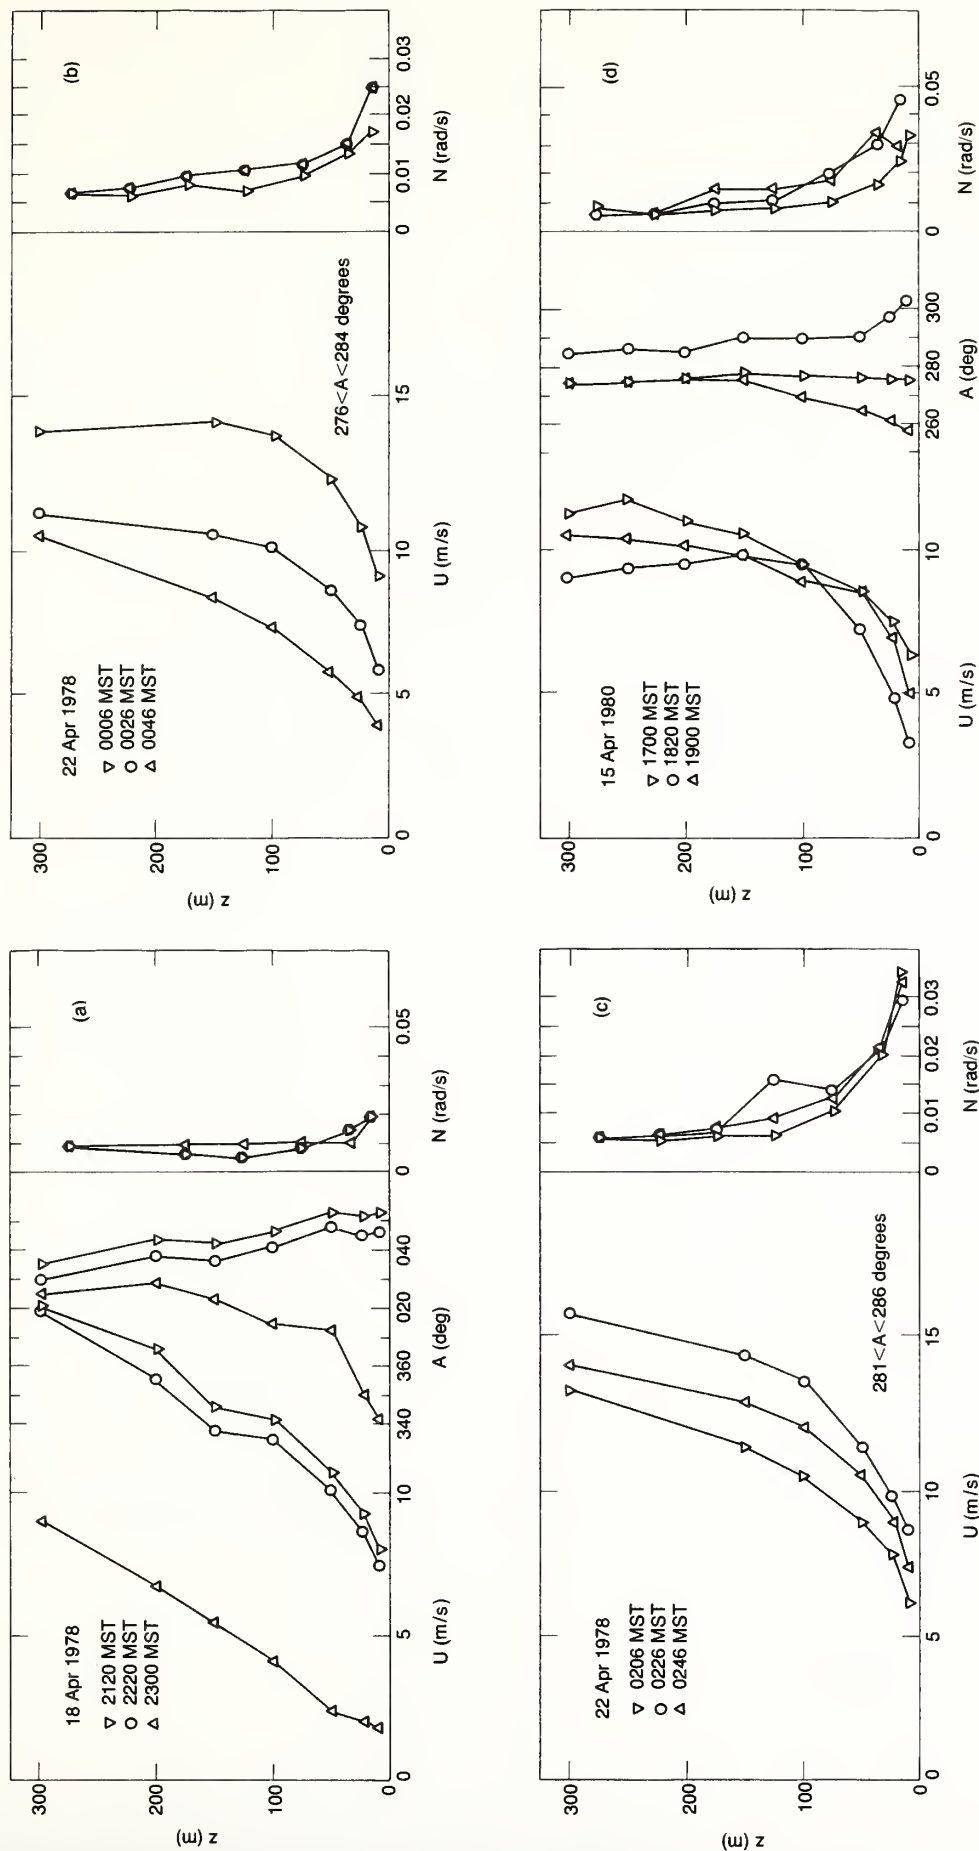 (a)
18 Apr 1978
▽ 2120 MST
○ 2220 MST
△ 2300 MST
300
200
100
0
z (m)
0
5
10
U (m/s)
340
360
020
040
A (deg)
0
0.05
N (rad/s)
(b)
22 Apr 1978
▽ 0006 MST
○ 0026 MST
△ 0046 MST
276<A<284 degrees
300
200
100
0
z (m)
0
5
10
15
U (m/s)
0
0.01
0.02
0.03
N (rad/s)
(c)
22 Apr 1978
▽ 0206 MST
○ 0226 MST
△ 0246 MST
281<A<286 degrees
300
200
100
0
z (m)
0
5
10
15
U (m/s)
0
0.01
0.02
0.03
N (rad/s)
(d)
15 Apr 1980
▽ 1700 MST
○ 1820 MST
△ 1900 MST
300
200
100
0
z (m)
0
5
10
U (m/s)
260
280
300
A (deg)
0
0.05
N (rad/s)